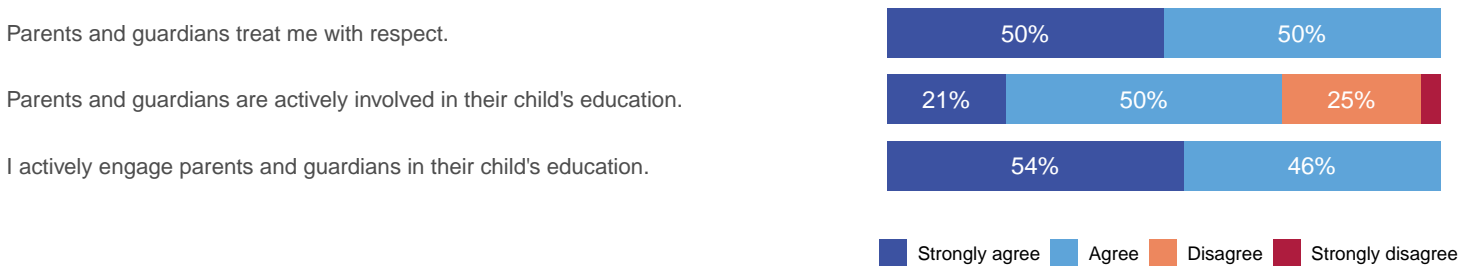 Parents and guardians treat me with respect. 50% 50%
Parents and guardians are actively involved in their child's education. 21% 50% 25%
I actively engage parents and guardians in their child's education. 54% 46%
Strongly agree Agree Disagree Strongly disagree